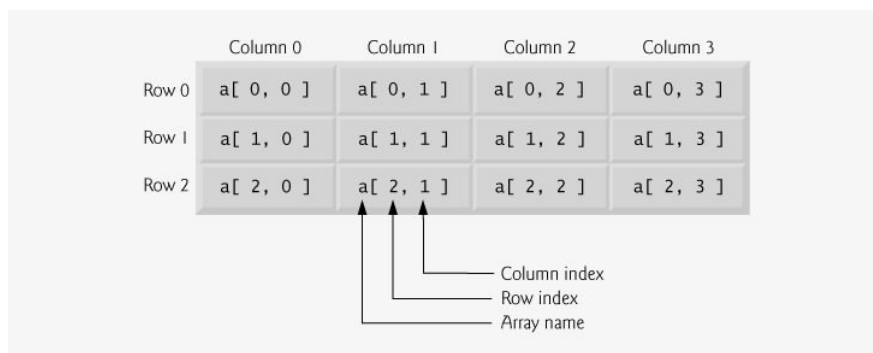 Column 0 Column 1 Column 2 Column 3
Row 0 a[ 0, 0 ] a[ 0, 1 ] a[ 0, 2 ] a[ 0, 3 ]
Row 1 a[ 1, 0 ] a[ 1, 1 ] a[ 1, 2 ] a[ 1, 3 ]
Row 2 a[ 2, 0 ] a[ 2, 1 ] a[ 2, 2 ] a[ 2, 3 ]
Column index
Row index
Array name